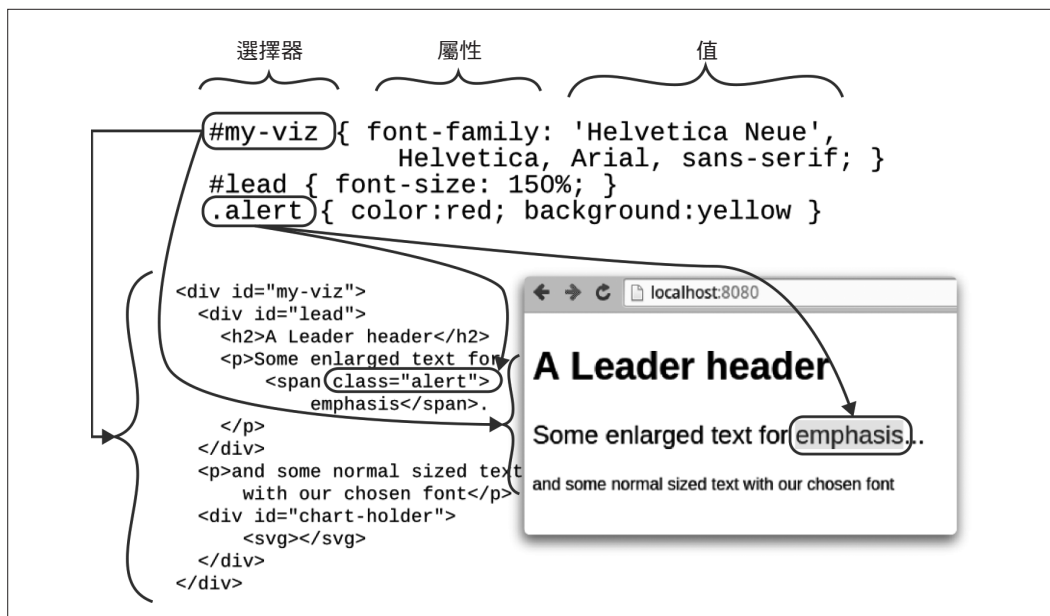 選擇器 屬性 值
#my-viz { font-family: 'Helvetica Neue',
Helvetica, Arial, sans-serif; }
#lead { font-size: 150%; }
.alert { color:red; background:yellow }
<div id="my-viz">
<div id="lead">
<h2>A Leader header</h2>
<p>Some enlarged text for
<span class="alert">
emphasis</span>.
</p>
</div>
<p>and some normal sized text
with our chosen font</p>
<div id="chart-holder">
<svg></svg>
</div>
</div>
localhost:8080
A Leader header
Some enlarged text for emphasis...
and some normal sized text with our chosen font